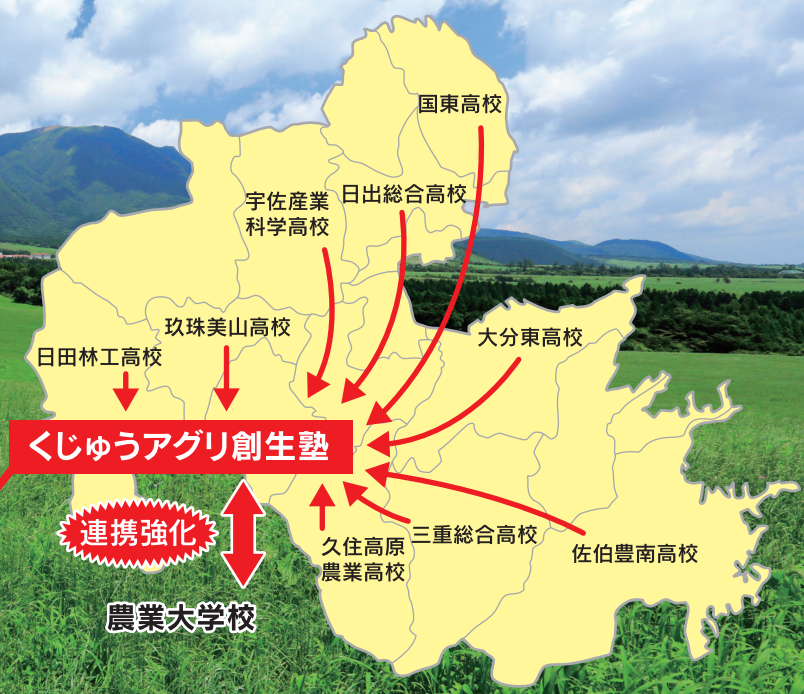 国東高校
宇佐産業
科学高校
日出総合高校
玖珠美山高校
大分東高校
日田林工高校
くじゅうアグリ創生塾
連携強化
三重総合高校
久住高原
農業高校
佐伯豊南高校
農業大学校